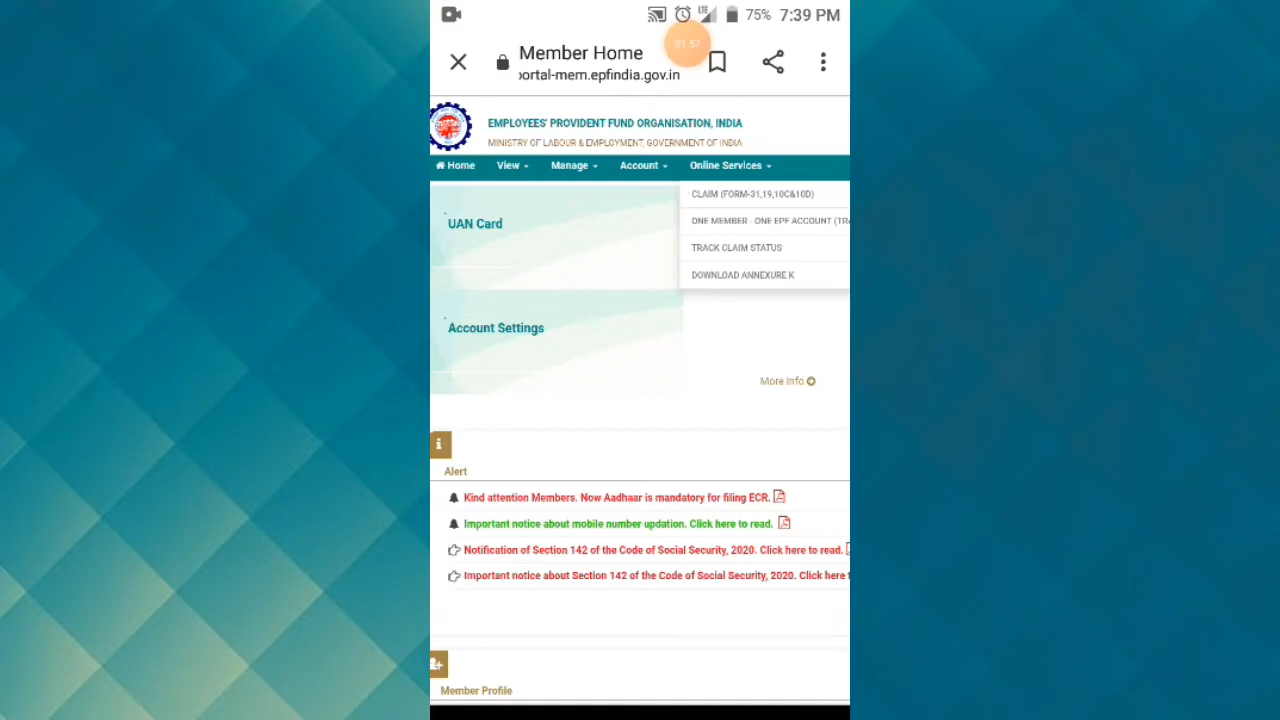 LTE 75% 7:39 PM
01:57
Member Home
portal-mem.epfindia.gov.in
EMPLOYEES' PROVIDENT FUND ORGANISATION, INDIA
MINISTRY OF LABOUR & EMPLOYMENT, GOVERNMENT OF INDIA
Home View Manage Account Online Services
CLAIM (FORM-31,19,10C&10D)
ONE MEMBER - ONE EPF ACCOUNT (TRA
TRACK CLAIM STATUS
DOWNLOAD ANNEXURE K
UAN Card
Account Settings
More Info
Alert
Kind attention Members. Now Aadhaar is mandatory for filing ECR.
Important notice about mobile number updation. Click here to read.
Notification of Section 142 of the Code of Social Security, 2020. Click here to read.
Important notice about Section 142 of the Code of Social Security, 2020. Click here
Member Profile